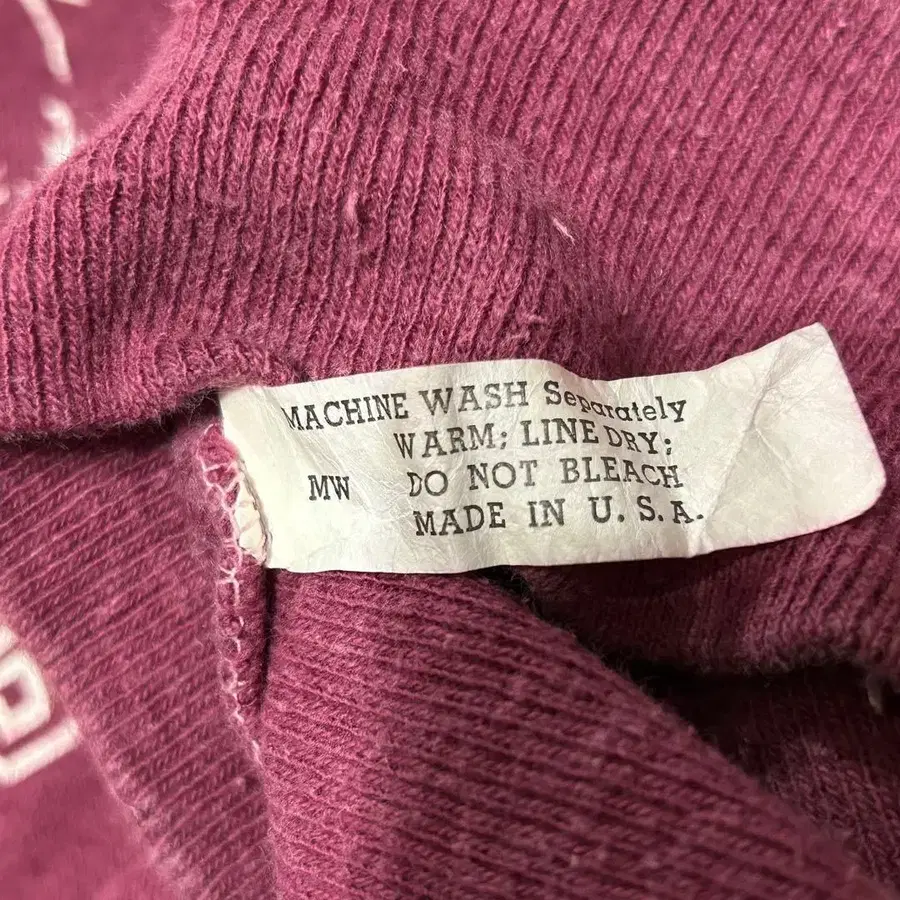 MACHINE WASH Separately
WARM; LINE DRY;
MW DO NOT BLEACH
MADE IN U. S. A.